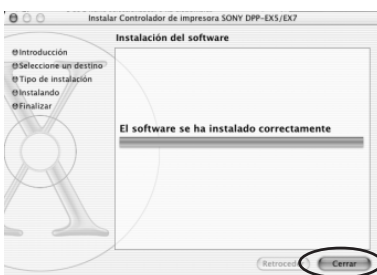 Instalar Controlador de impresora SONY DPP-EX5/EX7
Instalación del software
Introducción
Seleccione un destino
Tipo de instalación
Instalando
Finalizar
El software se ha instalado correctamente
Retroceder
Cerrar